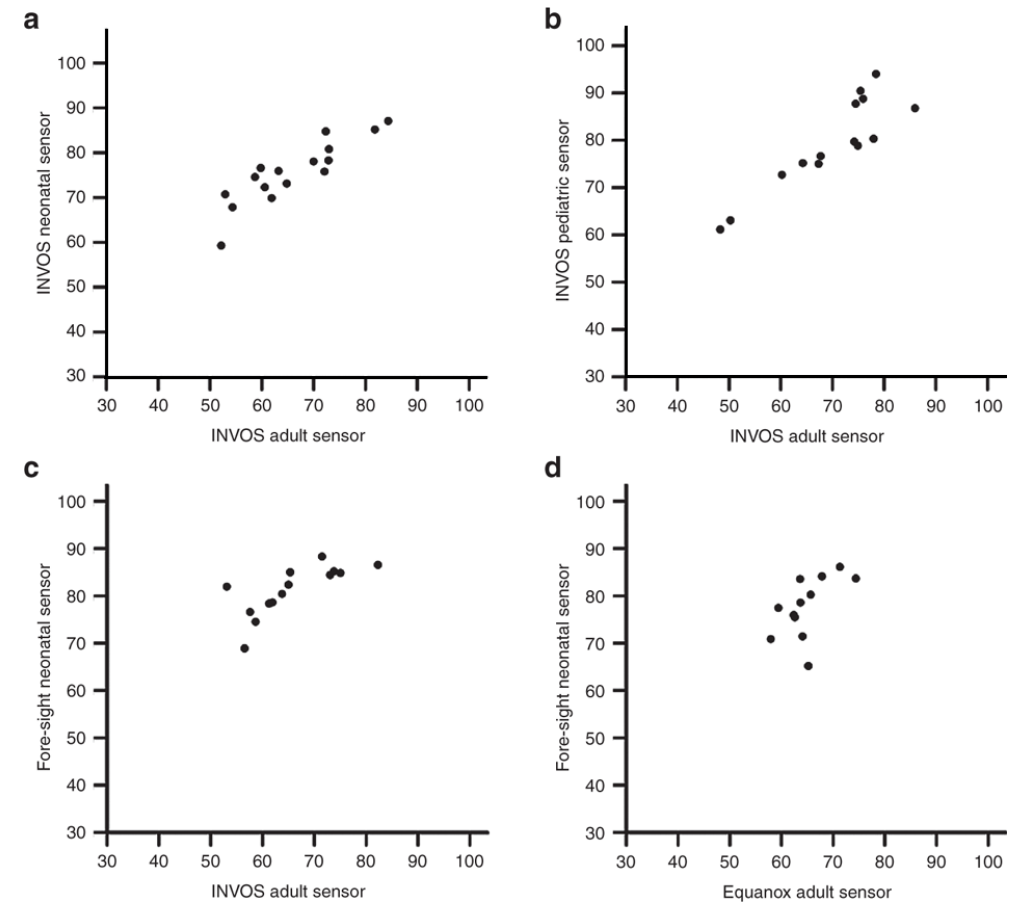 a
INVOS neonatal sensor
100
90
80
70
60
50
40
30
30 40 50 60 70 80 90 100
INVOS adult sensor
b
INVOS pediatric sensor
100
90
80
70
60
50
40
30
30 40 50 60 70 80 90 100
INVOS adult sensor
c
Fore-sight neonatal sensor
100
90
80
70
60
50
40
30
30 40 50 60 70 80 90 100
INVOS adult sensor
d
Fore-sight neonatal sensor
100
90
80
70
60
50
40
30
30 40 50 60 70 80 90 100
Equanox adult sensor